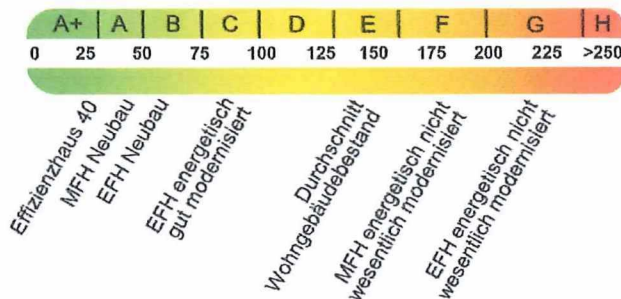 A+ A B C D E F G H
0 25 50 75 100 125 150 175 200 225 >250
Effizienzhaus 40
MFH Neubau
EFH Neubau
EFH energetisch
gut modernisiert
Durchschnitt
Wohngebäudebestand
MFH energetisch nicht
wesentlich modernisiert
EFH energetisch nicht
wesentlich modernisiert